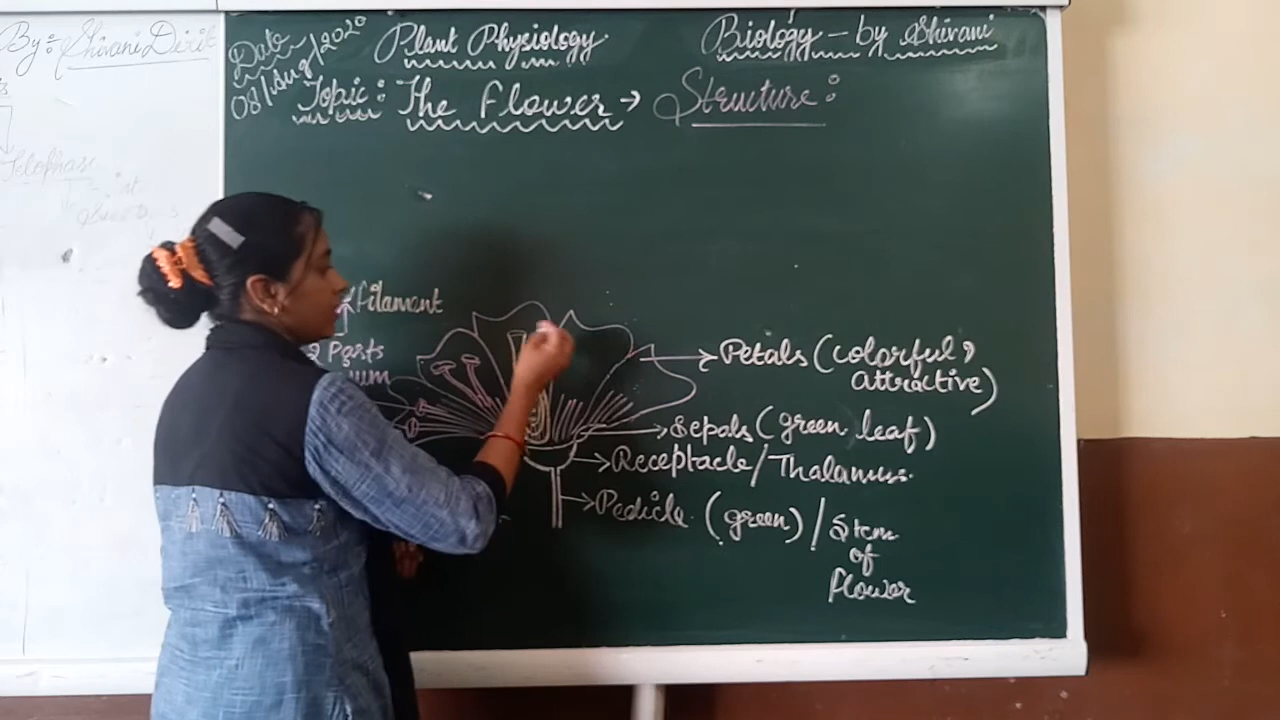 By:- Shivani Dixit
Telophase
Date
08/Aug/2020
Plant Physiology
Biology - by Shivani
Topic: The Flower → Structure:
filament
2 Parts
Petals (colorful,
attractive)
Sepals (green leaf)
Receptacle/Thalamus.
Pedicle (green) / Stem
of
flower